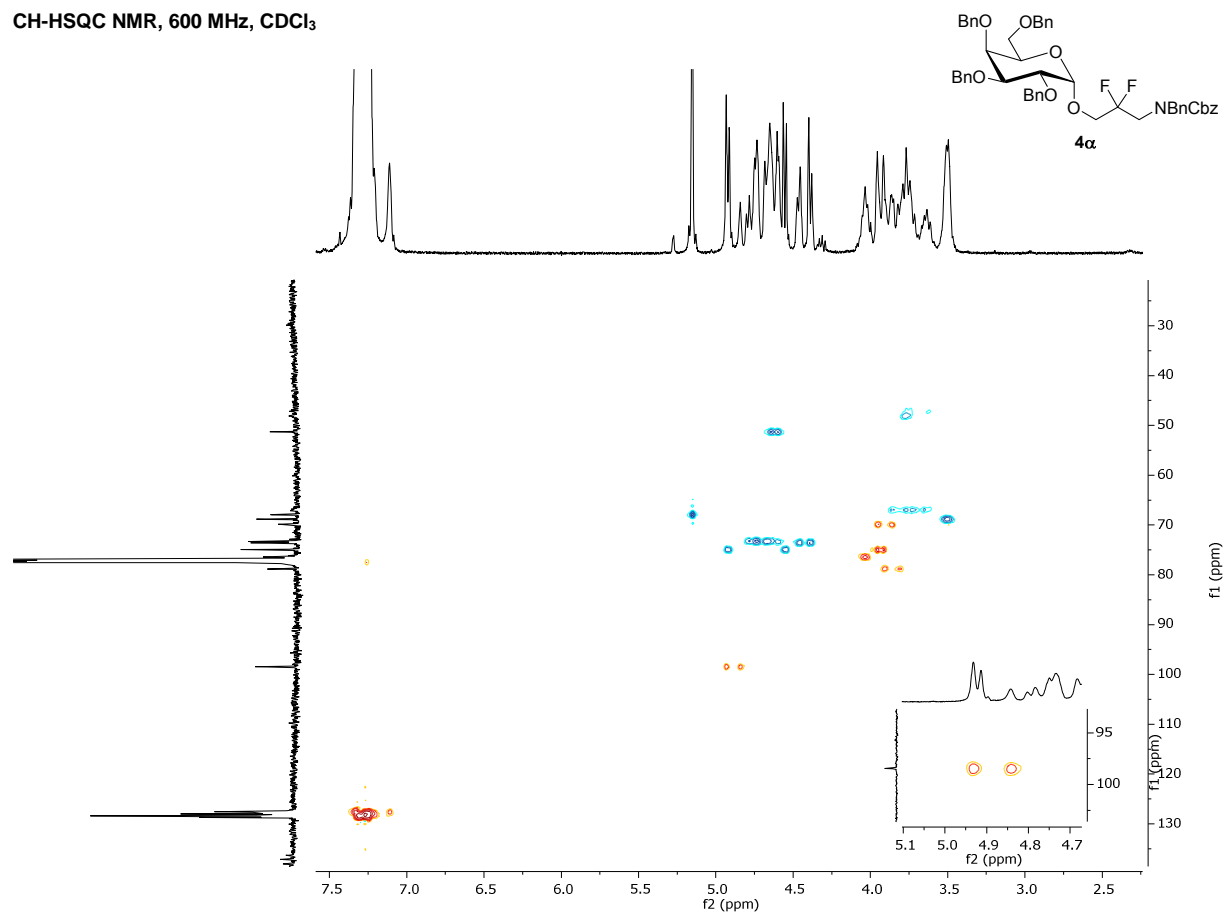 CH-HSQC NMR, 600 MHz, CDCl₃
BnO OBn
O
BnO
BnO
O
F F
NBnCbz
4α
30
40
50
60
70
80
90
100
110
120
130
f1 (ppm)
7.5 7.0 6.5 6.0 5.5 5.0 4.5 4.0 3.5 3.0 2.5
f2 (ppm)
95
100
f1 (ppm)
5.1 5.0 4.9 4.8 4.7
f2 (ppm)